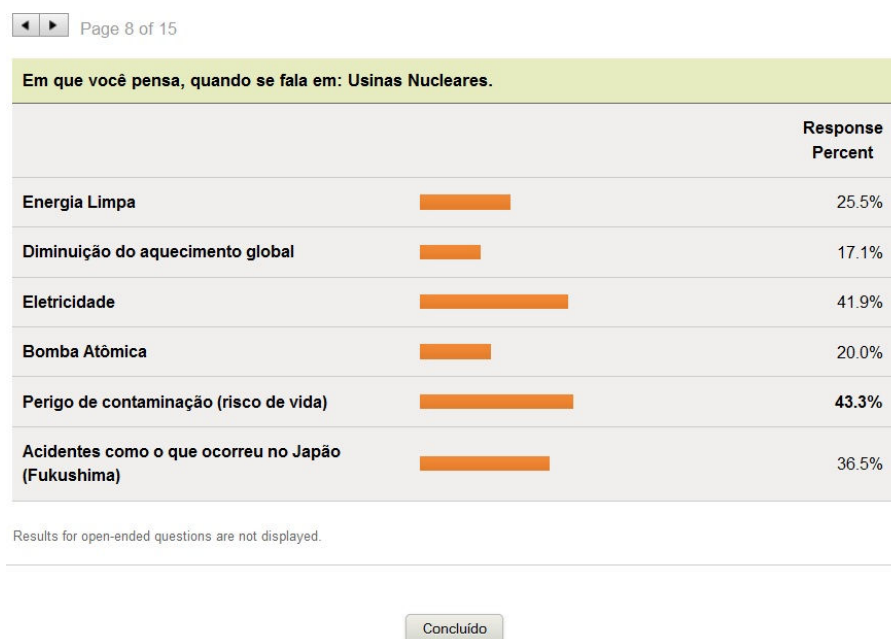 Page 8 of 15
Em que você pensa, quando se fala em: Usinas Nucleares.
Response
Percent
Energia Limpa 25.5%
Diminuição do aquecimento global 17.1%
Eletricidade 41.9%
Bomba Atômica 20.0%
Perigo de contaminação (risco de vida) 43.3%
Acidentes como o que ocorreu no Japão
(Fukushima) 36.5%
Results for open-ended questions are not displayed.
Concluído